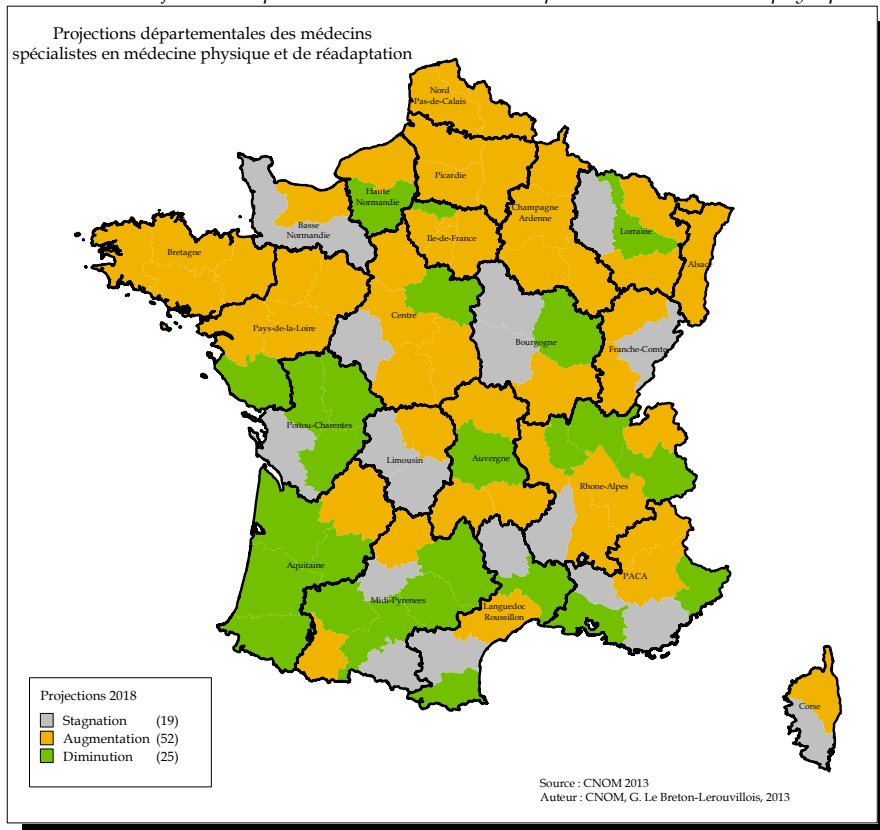 Projections départementales des médecins
spécialistes en médecine physique et de réadaptation
Nord
Pas-de-Calais
Picardie
Haute
Normandie
Champagne
Ardenne
Basse
Normandie
Ile-de-France
Lorraine
Alsace
Bretagne
Pays-de-la-Loire
Centre
Bourgogne
Franche-Comte
Poitou-Charentes
Limousin
Auvergne
Rhone-Alpes
Aquitaine
Midi-Pyrenees
Languedoc
Roussillon
PACA
Corse
Projections 2018
Stagnation (19)
Augmentation (52)
Diminution (25)
Source : CNOM 2013
Auteur : CNOM, G. Le Breton-Lerouvillois, 2013